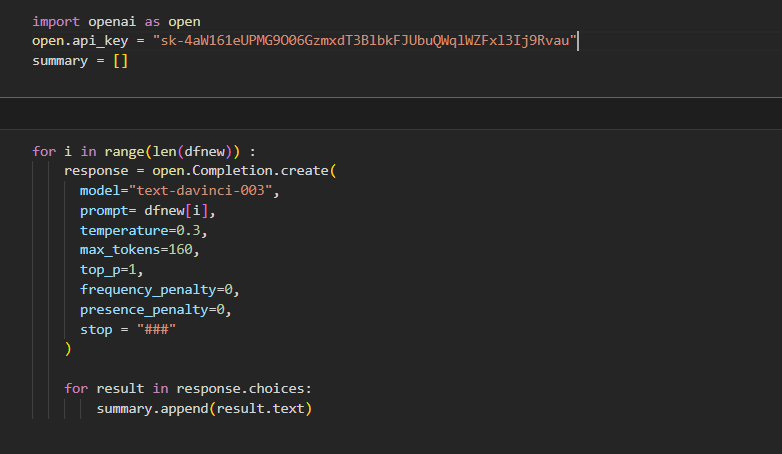 import openai as open
open.api_key = "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"
summary = []
for i in range(len(dfnew)) :
response = open.Completion.create(
model="text-davinci-003",
prompt= dfnew[i],
temperature=0.3,
max_tokens=160,
top_p=1,
frequency_penalty=0,
presence_penalty=0,
stop = "###"
)
for result in response.choices:
summary.append(result.text)